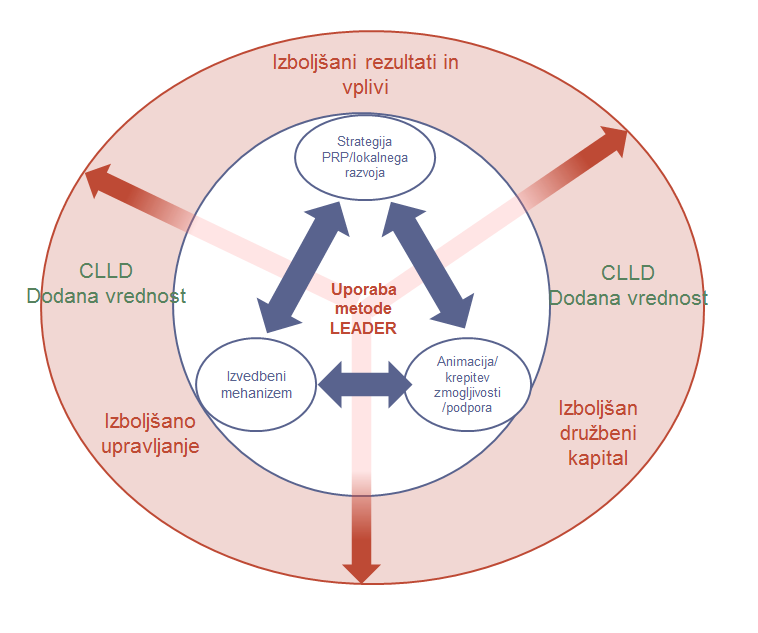 Izboljšani rezultati in
vplivi
Strategija
PRP/lokalnega
razvoja
CLLD
Dodana vrednost
CLLD
Dodana vrednost
Uporaba
metode
LEADER
Izvedbeni
mehanizem
Animacija/
krepitev
zmogljivosti
/podpora
Izboljšano
upravljanje
Izboljšan
družbeni
kapital